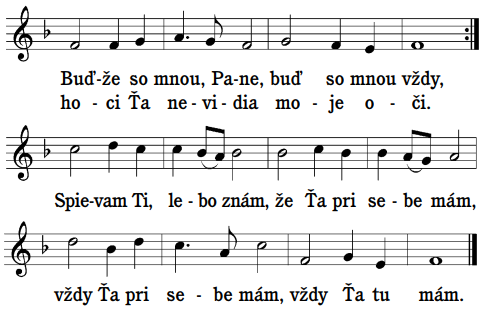 Buď-že so mnou, Pa-ne, buď so mnou vždy,
ho - ci Ťa ne-vi-dia mo - je o - či.
Spie-vam Ti, le-bo znám, že Ťa pri se-be mám,
vždy Ťa pri se - be mám, vždy Ťa tu mám.